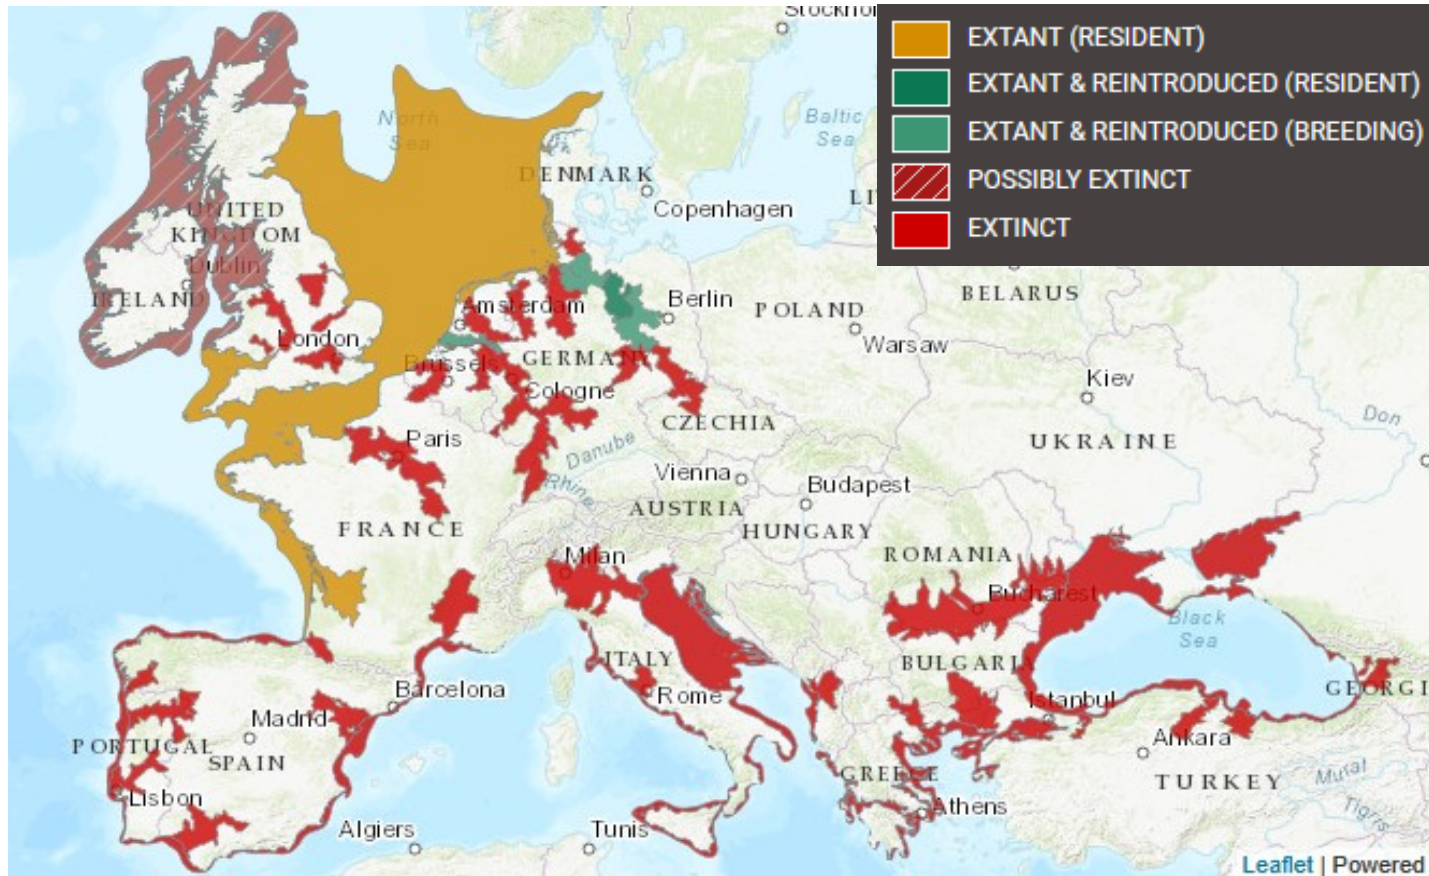 Stockhol
EXTANT (RESIDENT)
EXTANT & REINTRODUCED (RESIDENT)
EXTANT & REINTRODUCED (BREEDING)
POSSIBLY EXTINCT
EXTINCT
North
Sea
Baltic
Sea
DENMARK
Copenhagen
LI
UNITED
KINGDOM
Dublin
IRELAND
Amsterdam
Berlin
POLAND
BELARUS
London
Warsaw
Brussels
GERMANY
Cologne
Kiev
Don
CZECHIA
Paris
UKRAINE
Danube
Rhine
Vienna
Budapest
AUSTRIA
FRANCE
HUNGARY
Milan
ROMANIA
Bucharest
Black
Sea
ITALY
BULGARIA
Barcelona
Rome
GEORGI
Istanbul
Madrid
PORTUGAL
SPAIN
Ankara
GREECE
TURKEY
Murat
Tigris
Lisbon
Athens
Algiers
Tunis
Leaflet | Powered